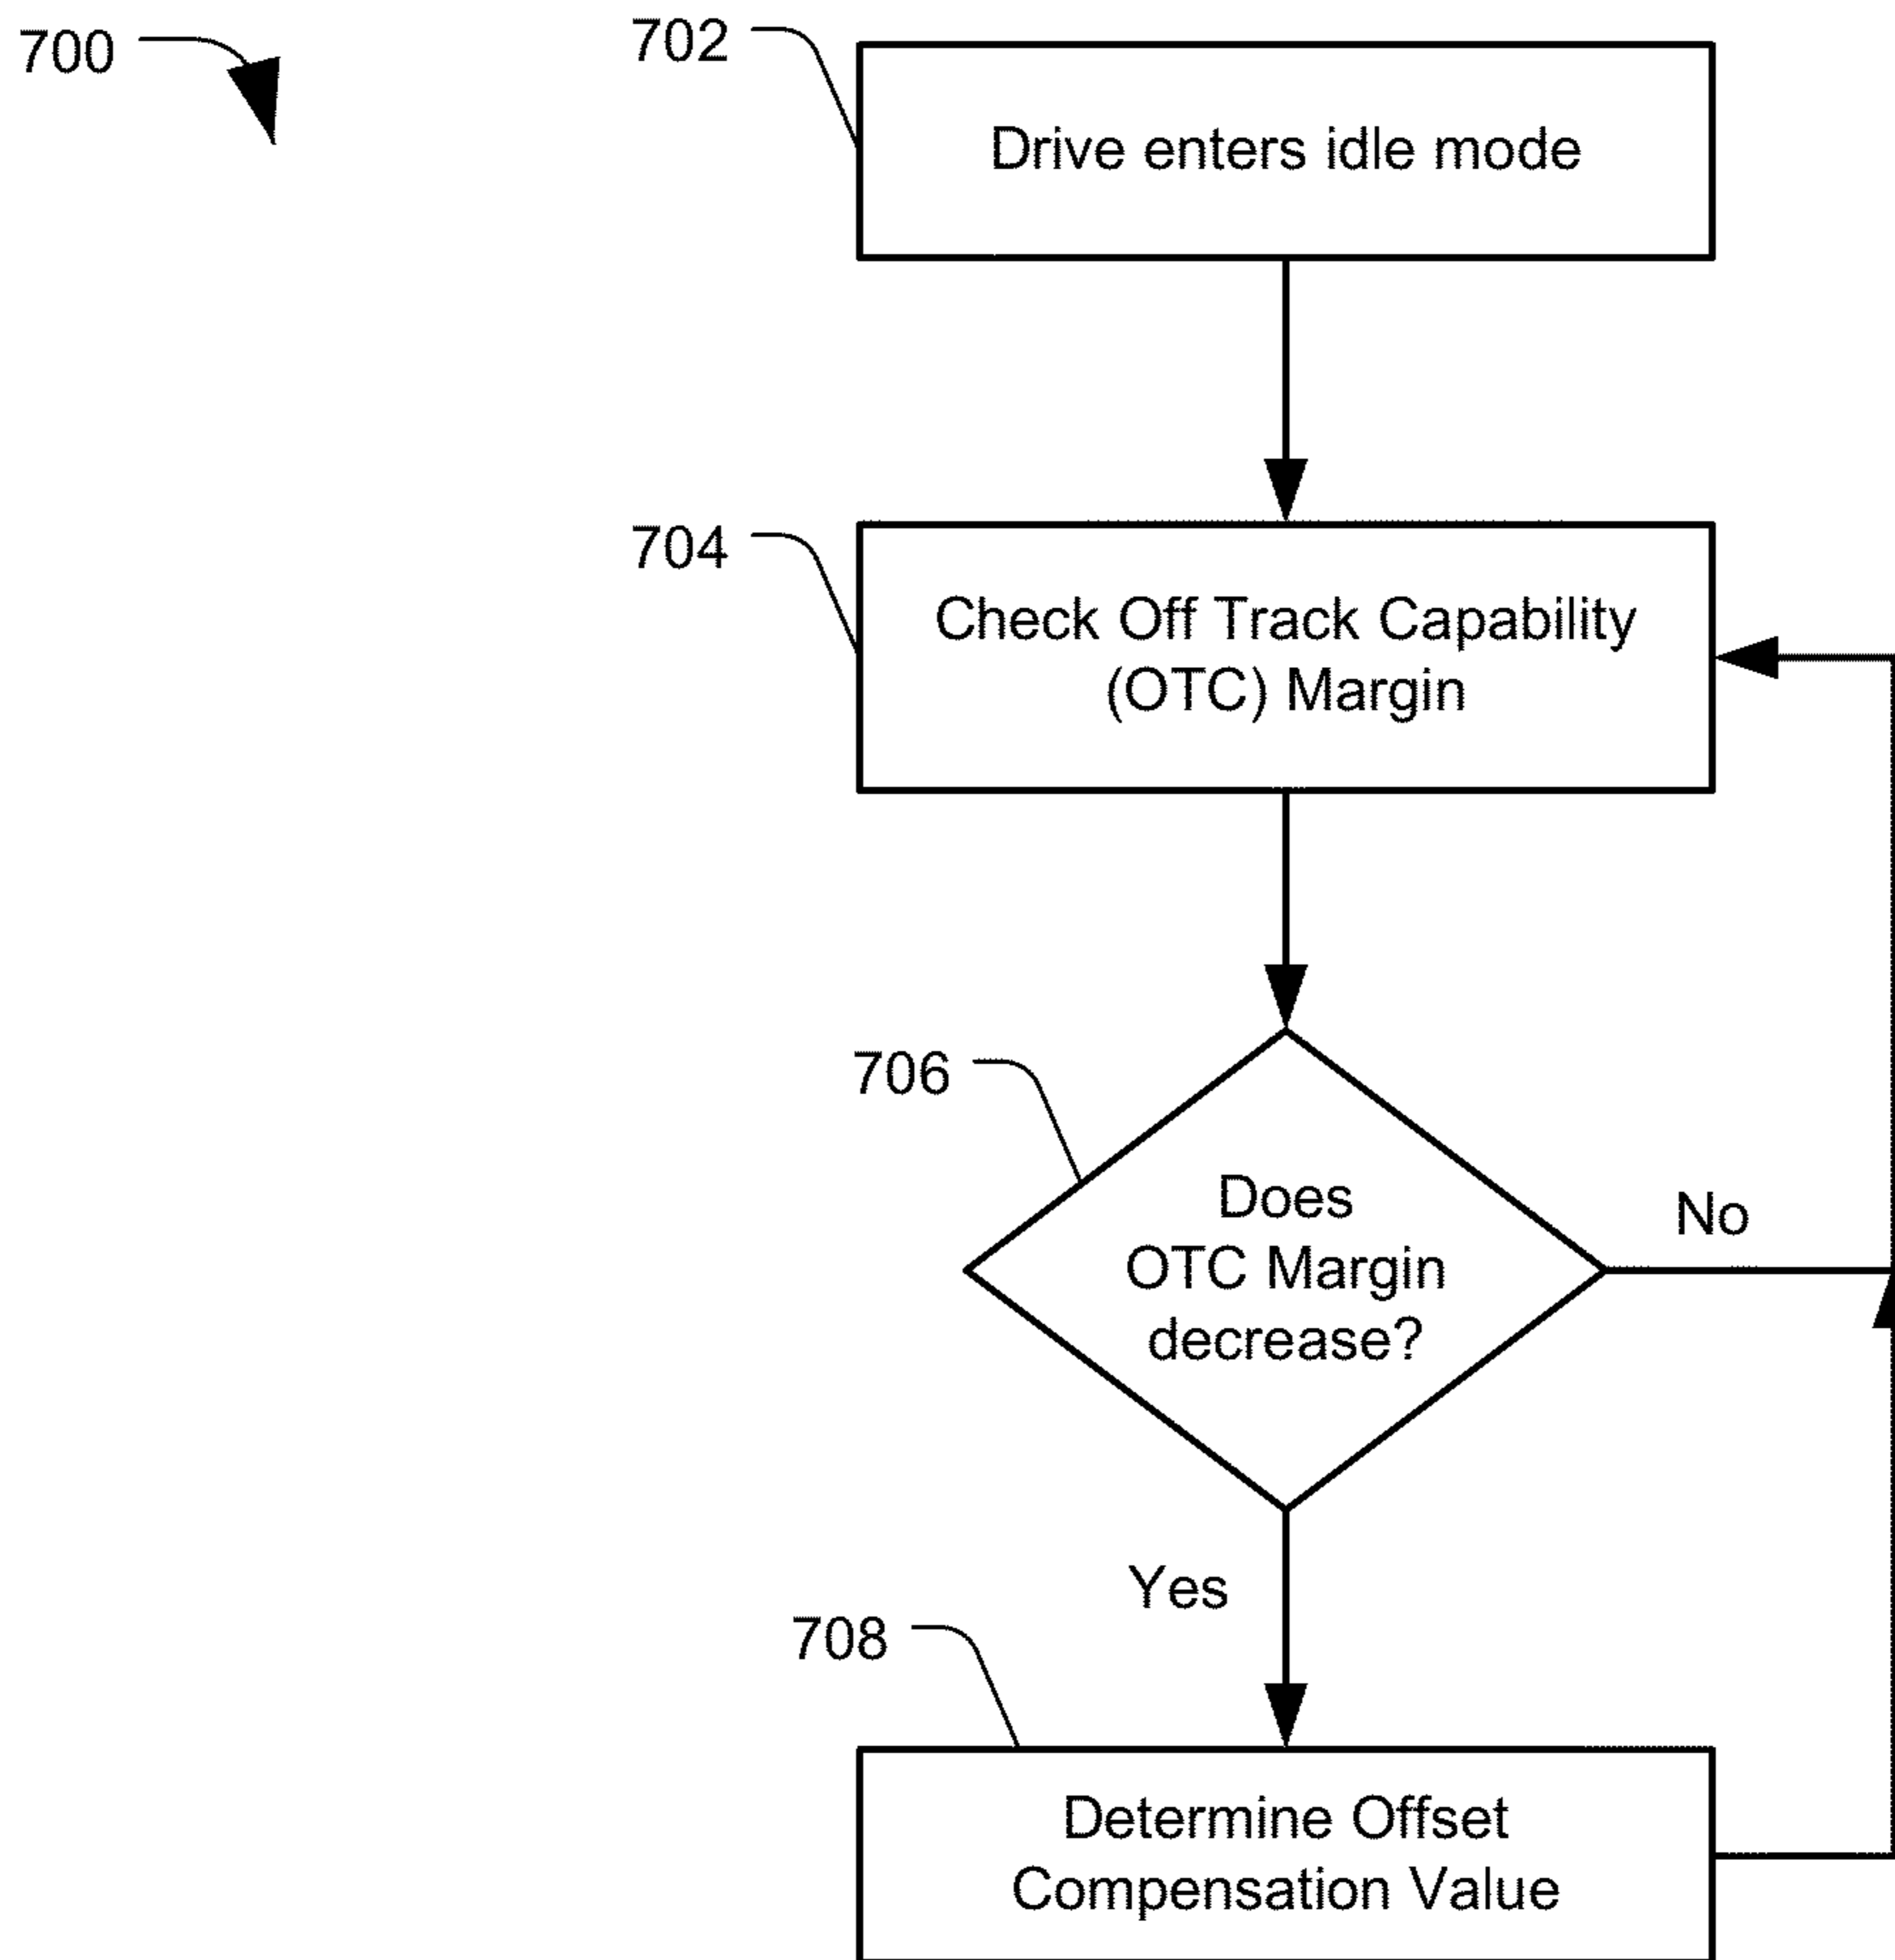 700
702
Drive enters idle mode
704
Check Off Track Capability
(OTC) Margin
706
Does
OTC Margin
decrease?
No
Yes
708
Determine Offset
Compensation Value